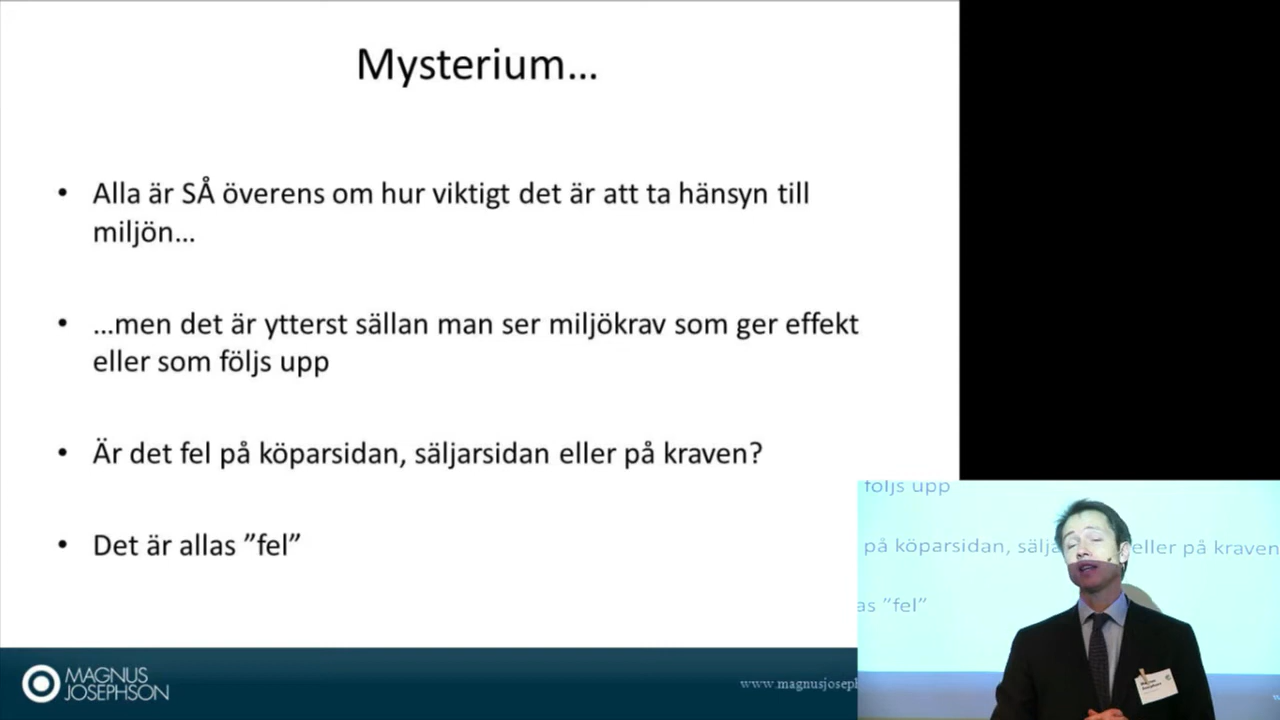 Mysterium…
• Alla är SÅ överens om hur viktigt det är att ta hänsyn till
miljön…
• …men det är ytterst sällan man ser miljökrav som ger effekt
eller som följs upp
• Är det fel på köparsidan, säljarsidan eller på kraven?
• Det är allas ”fel”
MAGNUS
JOSEPHSON
www.magnusjoseph
följs upp
på köparsidan, sälja eller på kraven
as ”fel”